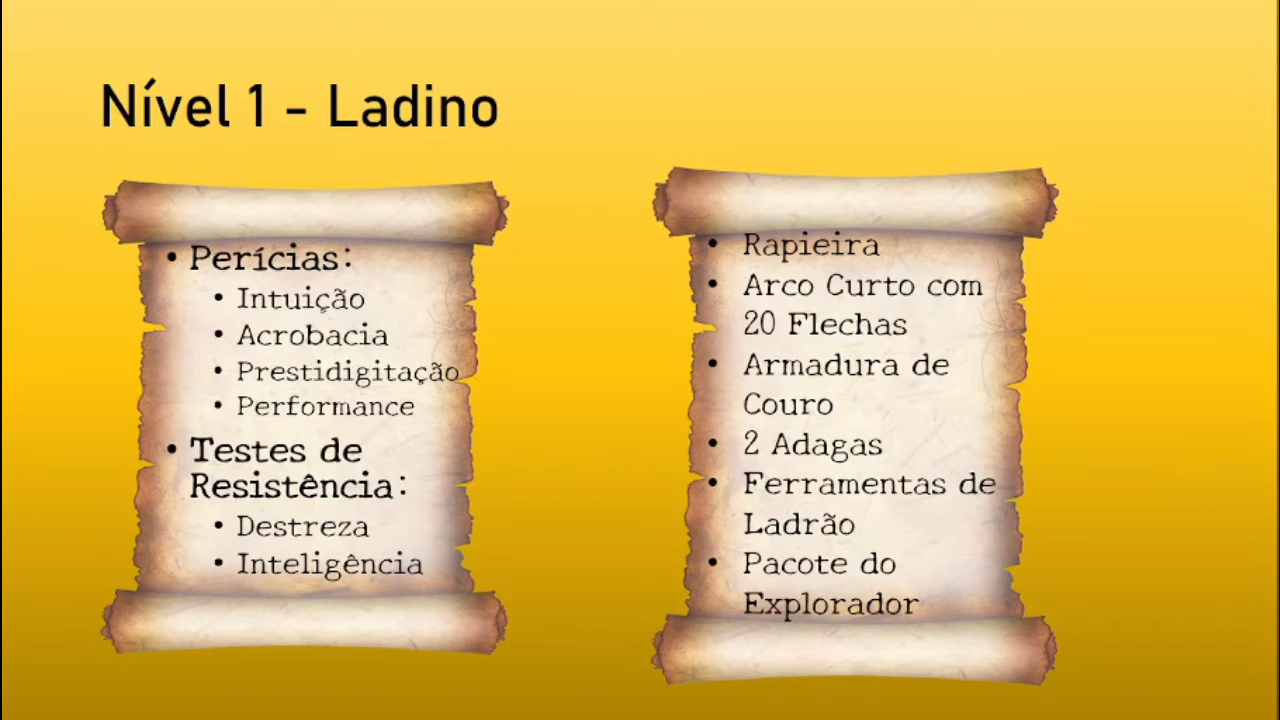 Nível 1 - Ladino
• Perícias:
• Intuição
• Acrobacia
• Prestidigitação
• Performance
• Testes de
Resistência:
• Destreza
• Inteligência
• Rapieira
• Arco Curto com
20 Flechas
• Armadura de
Couro
• 2 Adagas
• Ferramentas de
Ladrão
• Pacote do
Explorador